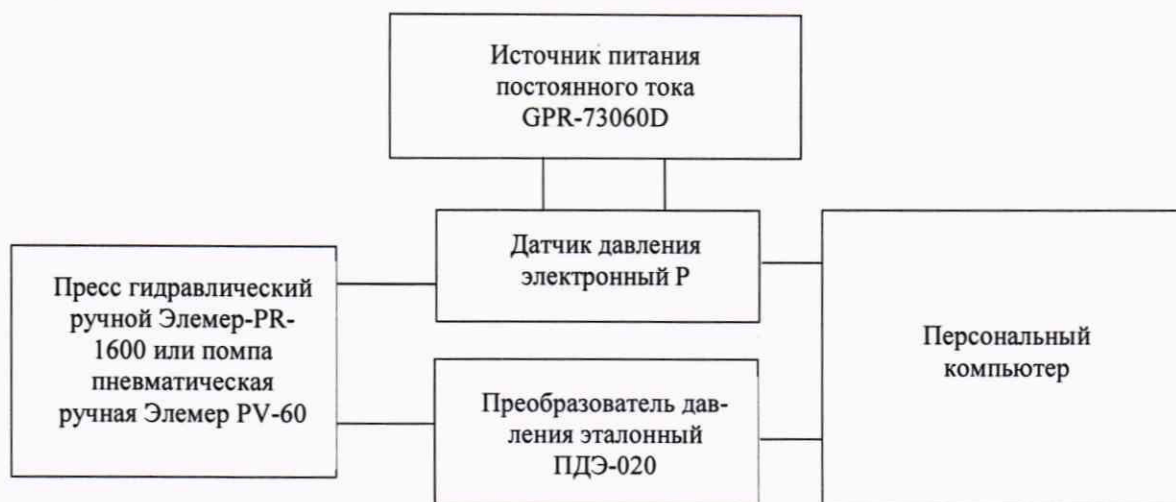 Источник питания
постоянного тока
GPR-73060D
Датчик давления
электронный Р
Пресс гидравлический
ручной Элемер-PR-
1600 или помпа
пневматическая
ручная Элемер PV-60
Преобразователь дав-
ления эталонный
ПДЭ-020
Персональный
компьютер